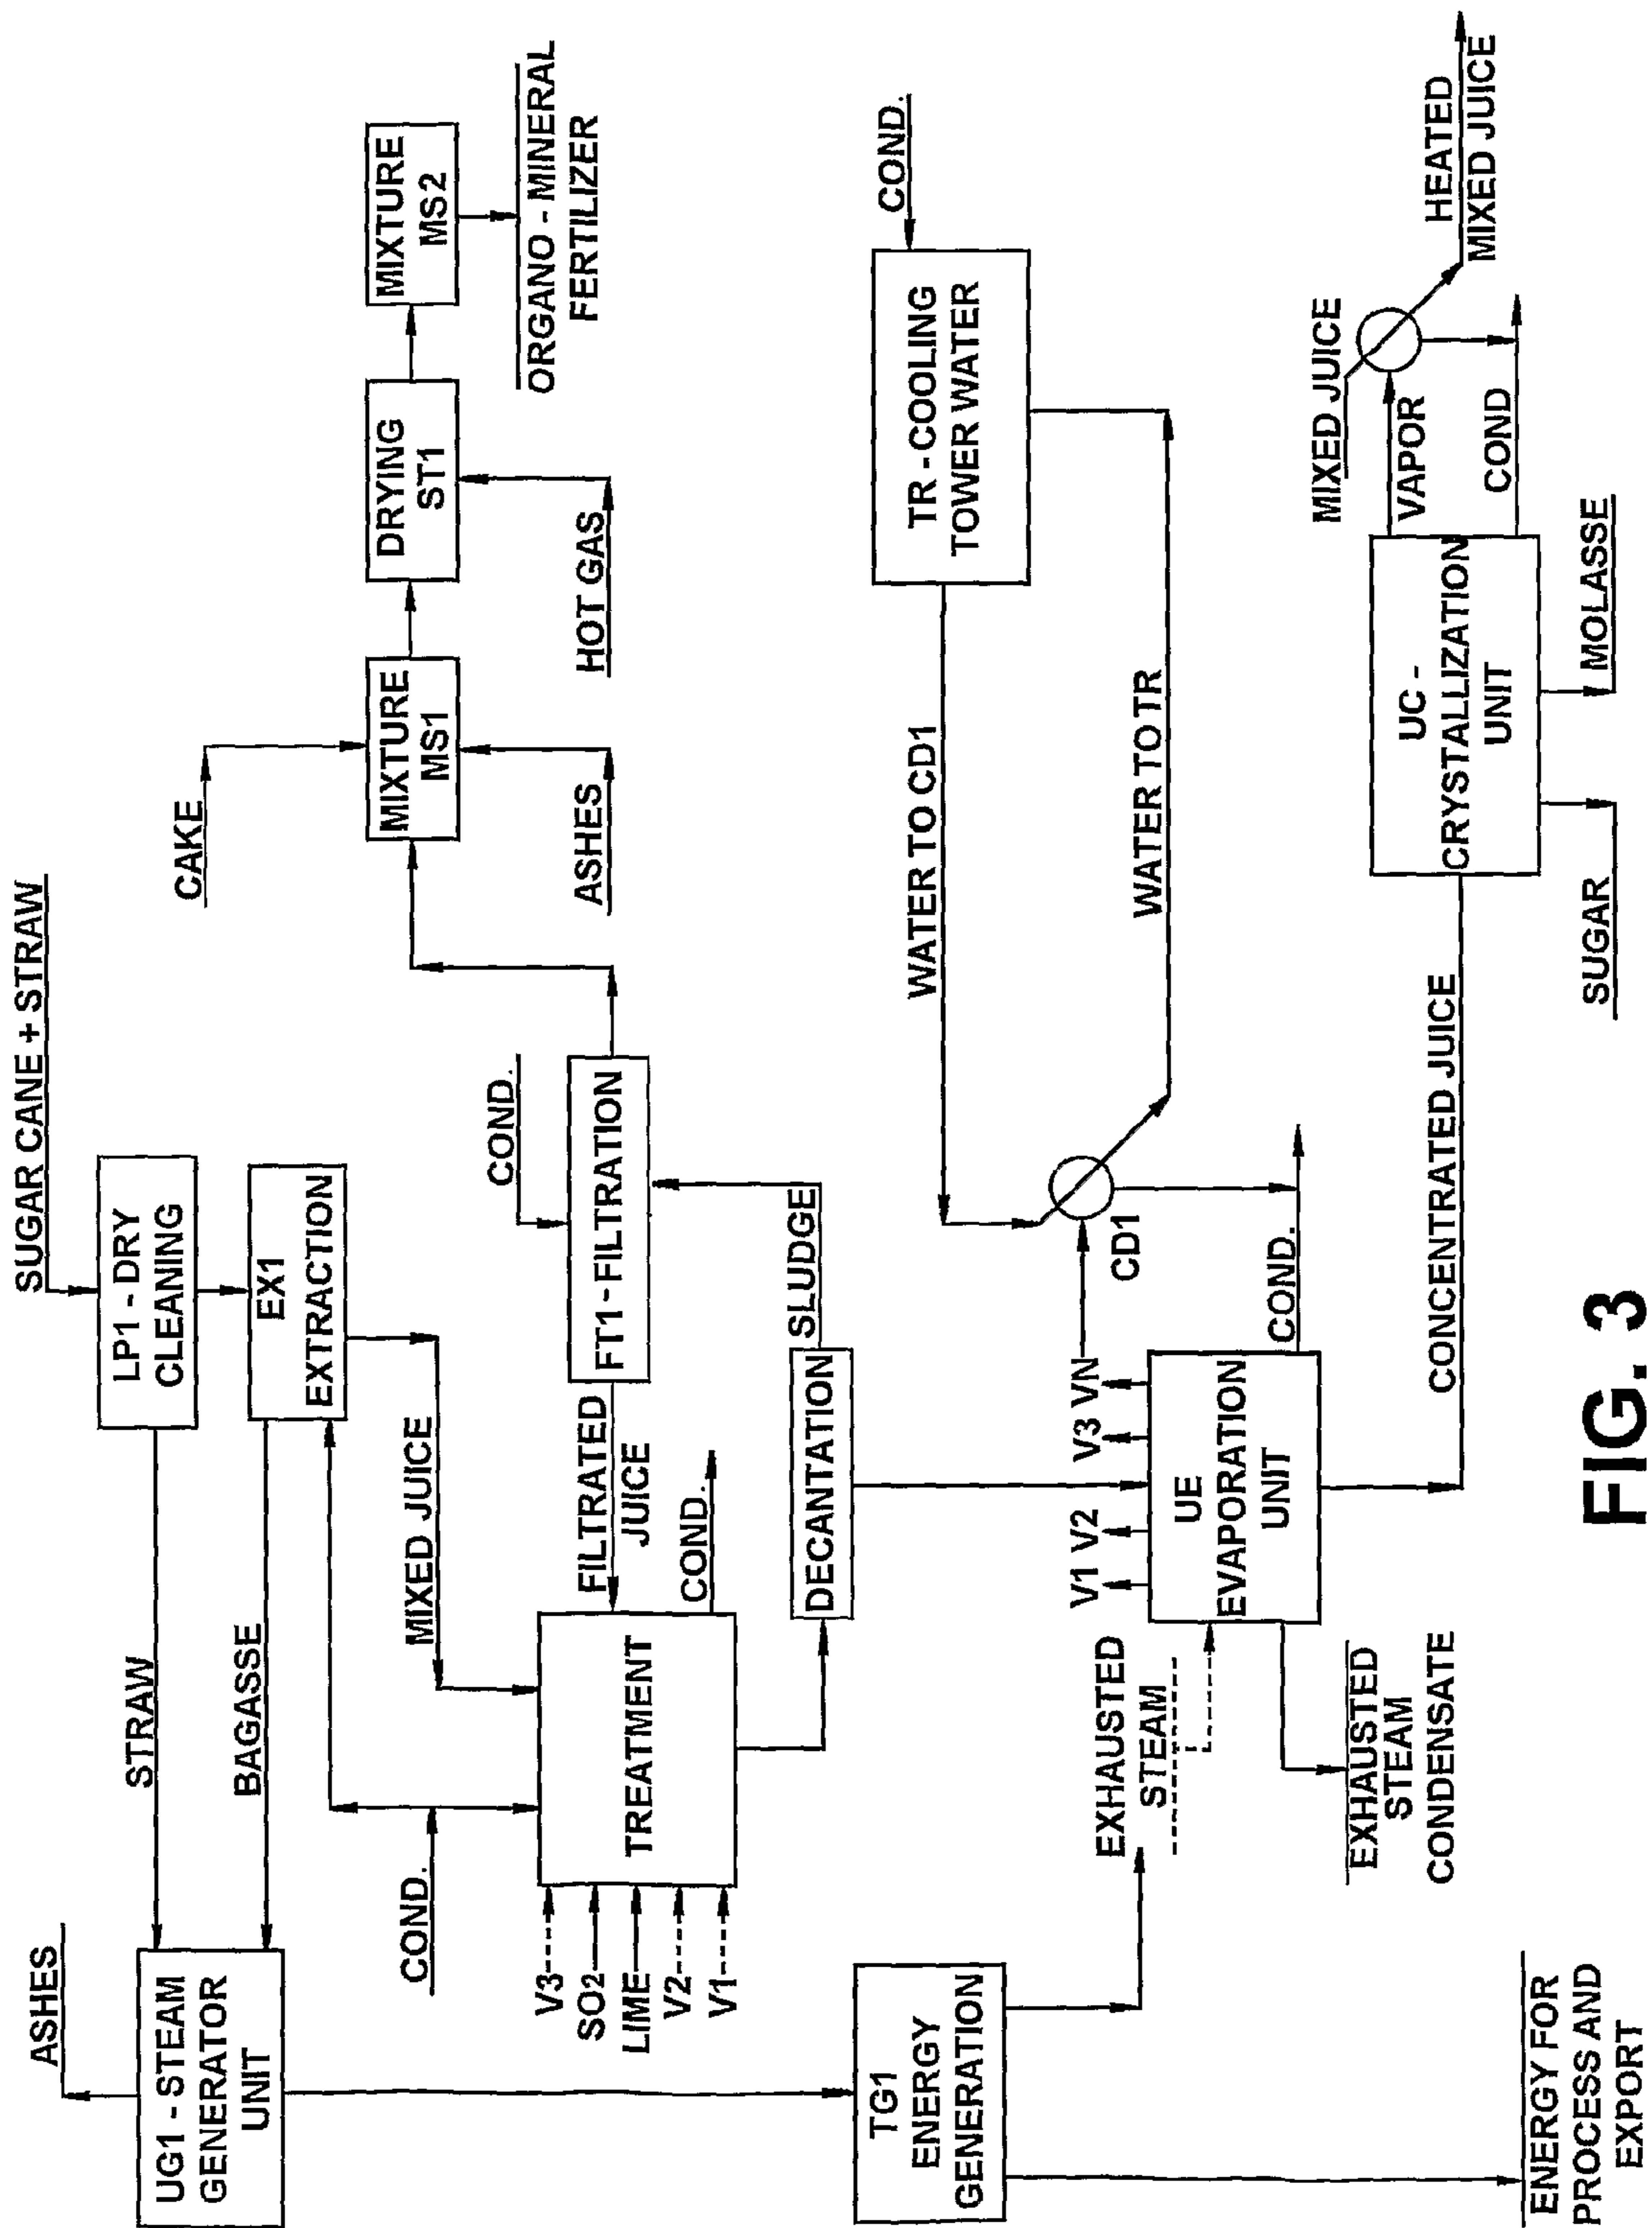 SUGAR CANE + STRAW
ASHES
LP1 - DRY
CLEANING
STRAW
UG1 - STEAM
GENERATOR
UNIT
EX1
EXTRACTION
BAGASSE
CAKE
MIXTURE
MS1
DRYING
ST1
MIXTURE
MS2
ORGANO - MINERAL
FERTILIZER
ASHES
HOT GAS
COND.
MIXED JUICE
COND.
FT1 - FILTRATION
FILTRATED
JUICE
V3
SO2
LIME
V2
V1
TREATMENT
COND.
SLUDGE
DECANTATION
COND.
TR - COOLING
TOWER WATER
WATER TO CD1
WATER TO TR
CD1
TG1
ENERGY
GENERATION
EXHAUSTED
STEAM
V1 V2
V3 VN
UE
EVAPORATION
UNIT
COND.
EXHAUSTED
STEAM
CONDENSATE
CONCENTRATED JUICE
MIXED JUICE
VAPOR
HEATED
MIXED JUICE
UC -
CRYSTALLIZATION
UNIT
COND
SUGAR
MOLASSE
ENERGY FOR
PROCESS AND
EXPORT
FIG. 3